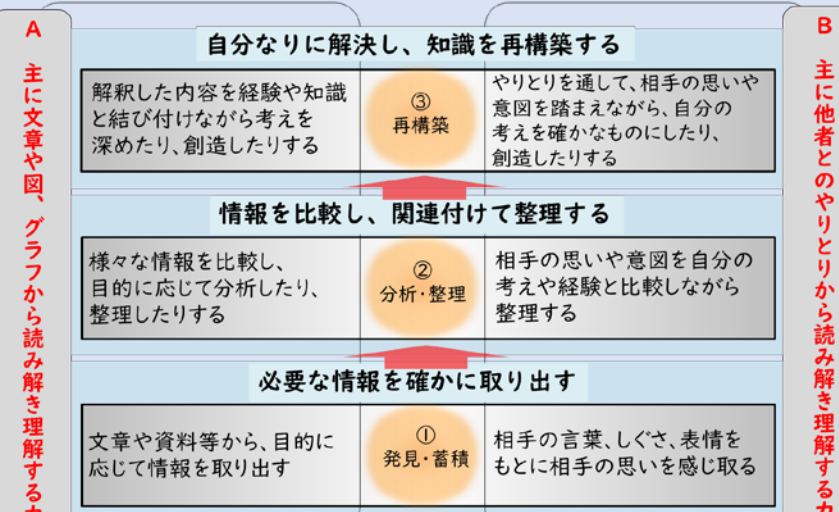 A
主に文章や図、グラフから読み解き理解する力
自分なりに解決し、知識を再構築する
解釈した内容を経験や知識
と結び付けながら考えを
深めたり、創造したりする
③
再構築
やりとりを通して、相手の思いや
意図を踏まえながら、自分の
考えを確かなものにしたり、
創造したりする
情報を比較し、関連付けて整理する
様々な情報を比較し、
目的に応じて分析したり、
整理したりする
②
分析・整理
相手の思いや意図を自分の
考えや経験と比較しながら
整理する
必要な情報を確かに取り出す
文章や資料等から、目的に
応じて情報を取り出す
①
発見・蓄積
相手の言葉、しぐさ、表情を
もとに相手の思いを感じ取る
B
主に他者とのやりとりから読み解き理解する力